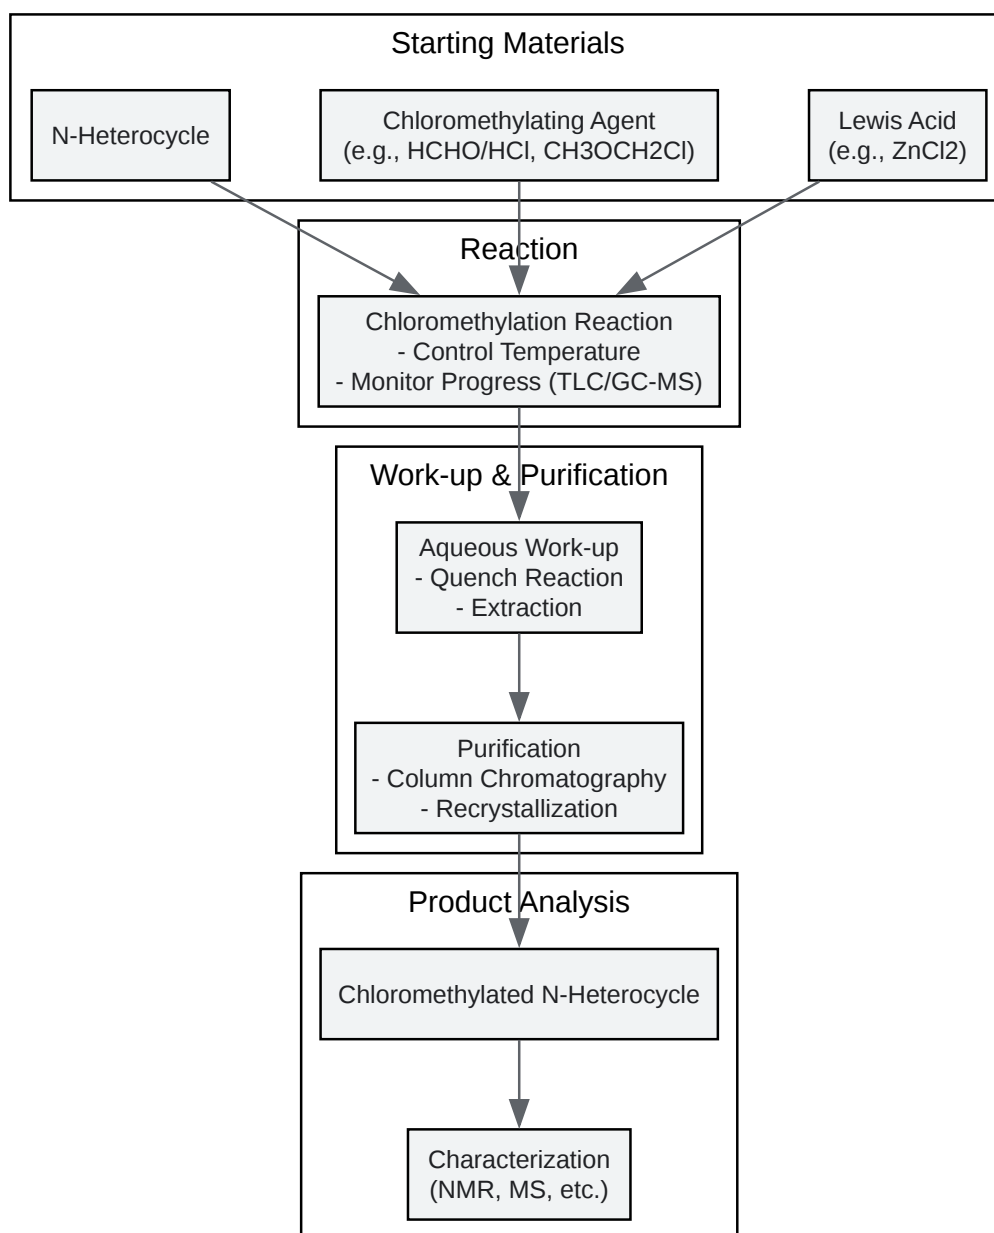 Starting Materials
N-Heterocycle
Chloromethylating Agent
(e.g., HCHO/HCl, CH3OCH2Cl)
Lewis Acid
(e.g., ZnCl2)
Reaction
Chloromethylation Reaction
- Control Temperature
- Monitor Progress (TLC/GC-MS)
Work-up & Purification
Aqueous Work-up
- Quench Reaction
- Extraction
Purification
- Column Chromatography
- Recrystallization
Product Analysis
Chloromethylated N-Heterocycle
Characterization
(NMR, MS, etc.)